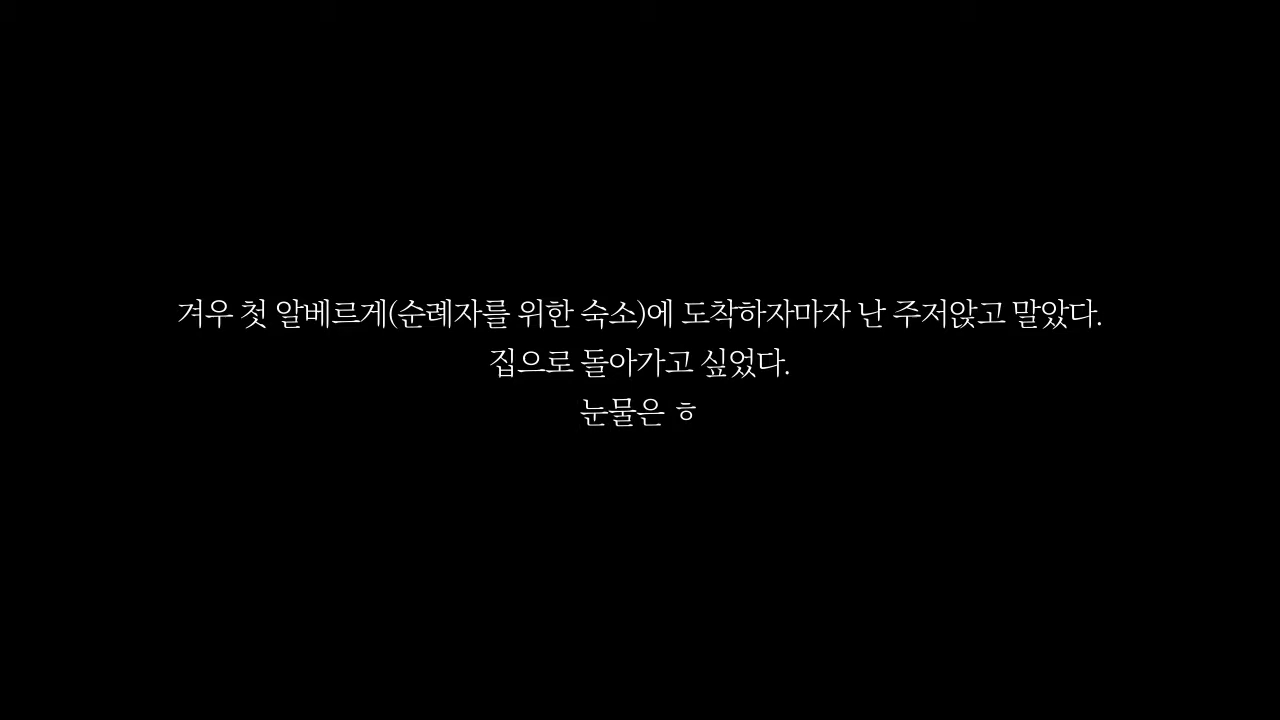 겨우 첫 알베르게(순례자를 위한 숙소)에 도착하자마자 난 주저앉고 말았다.
집으로 돌아가고 싶었다.
눈물은 ㅎ